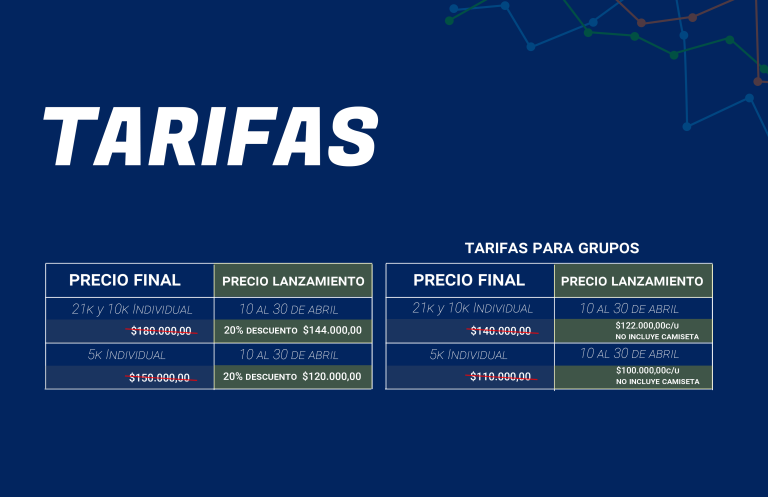 TARIFAS
PRECIO FINAL PRECIO LANZAMIENTO
21K y 10K INDIVIDUAL 10 AL 30 DE ABRIL
$180.000,00 20% DESCUENTO $144.000,00
5K INDIVIDUAL 10 AL 30 DE ABRIL
$150.000,00 20% DESCUENTO $120.000,00
TARIFAS PARA GRUPOS
PRECIO FINAL PRECIO LANZAMIENTO
21K y 10K INDIVIDUAL 10 AL 30 DE ABRIL
$140.000,00 $122.000,00c/u
NO INCLUYE CAMISETA
5K INDIVIDUAL 10 AL 30 DE ABRIL
$110.000,00 $100.000,00c/u
NO INCLUYE CAMISETA